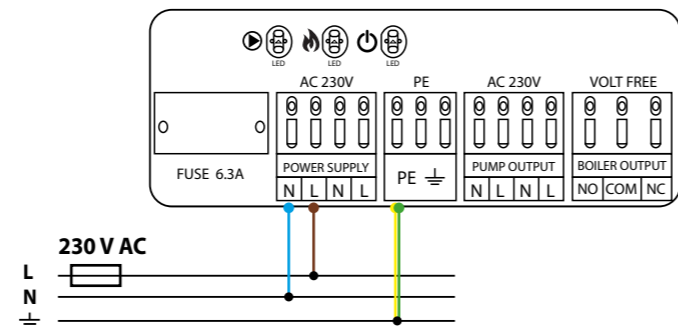 LED LED LED
AC 230V PE AC 230V VOLT FREE
FUSE 6.3A
POWER SUPPLY PE PUMP OUTPUT BOILER OUTPUT
N L N L N L N L NO COM NC
230 V AC
L
N